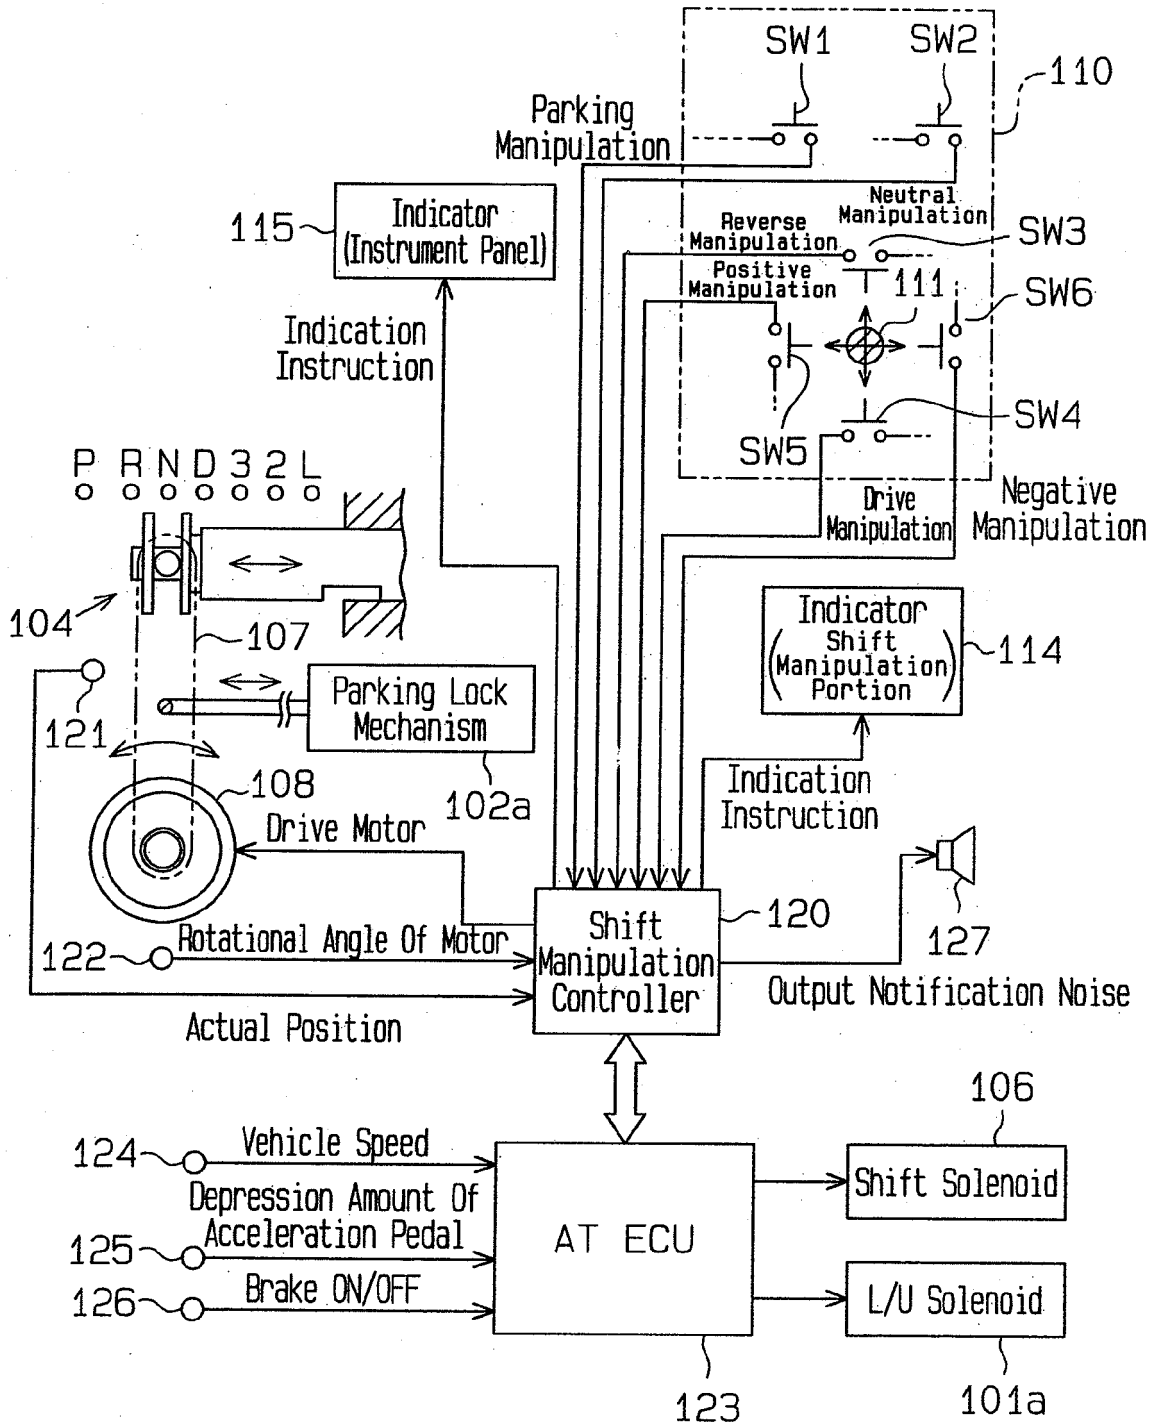 SW1
SW2
110
Parking
Manipulation
Neutral
Manipulation
115
Indicator
(Instrument Panel)
Reverse
Manipulation
SW3
Positive
Manipulation
111
SW6
Indication
Instruction
SW5
SW4
P R N D 3 2 L
Drive
Manipulation
Negative
Manipulation
104
107
Indicator
(Shift
Manipulation
Portion)
114
121
Parking Lock
Mechanism
102a
108
Drive Motor
Indication
Instruction
120
Shift
Manipulation
Controller
127
122
Rotational Angle Of Motor
Output Notification Noise
Actual Position
106
124
Vehicle Speed
Depression Amount Of
Acceleration Pedal
125
Brake ON/OFF
126
AT ECU
Shift Solenoid
L/U Solenoid
123
101a